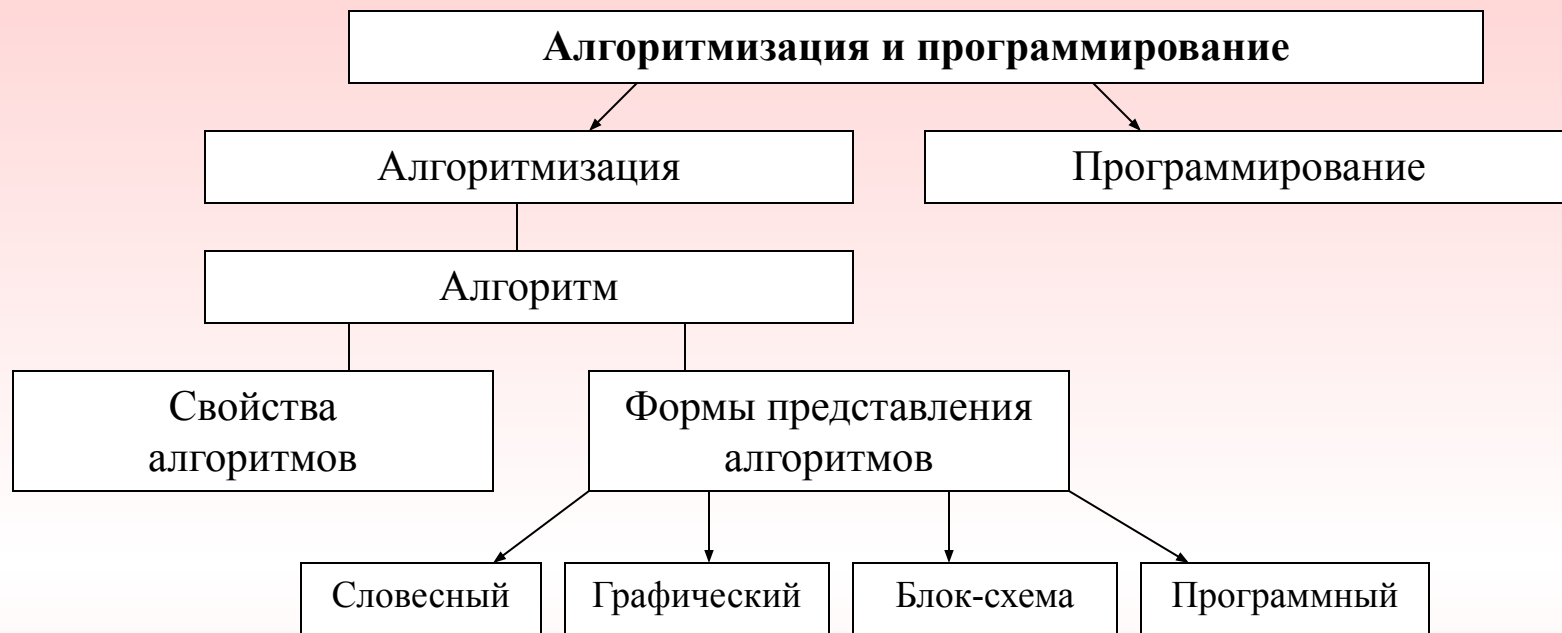 Алгоритмизация и программирование
Алгоритмизация
Программирование
Алгоритм
Свойства
алгоритмов
Формы представления
алгоритмов
Словесный
Графический
Блок-схема
Программный